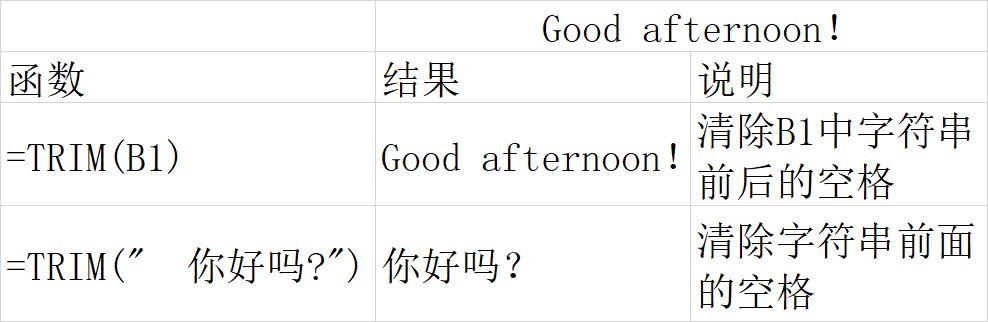 Good afternoon!
函数 结果 说明
=TRIM(B1) Good afternoon! 清除B1中字符串
前后的空格
=TRIM("  你好吗?") 你好吗? 清除字符串前面
的空格